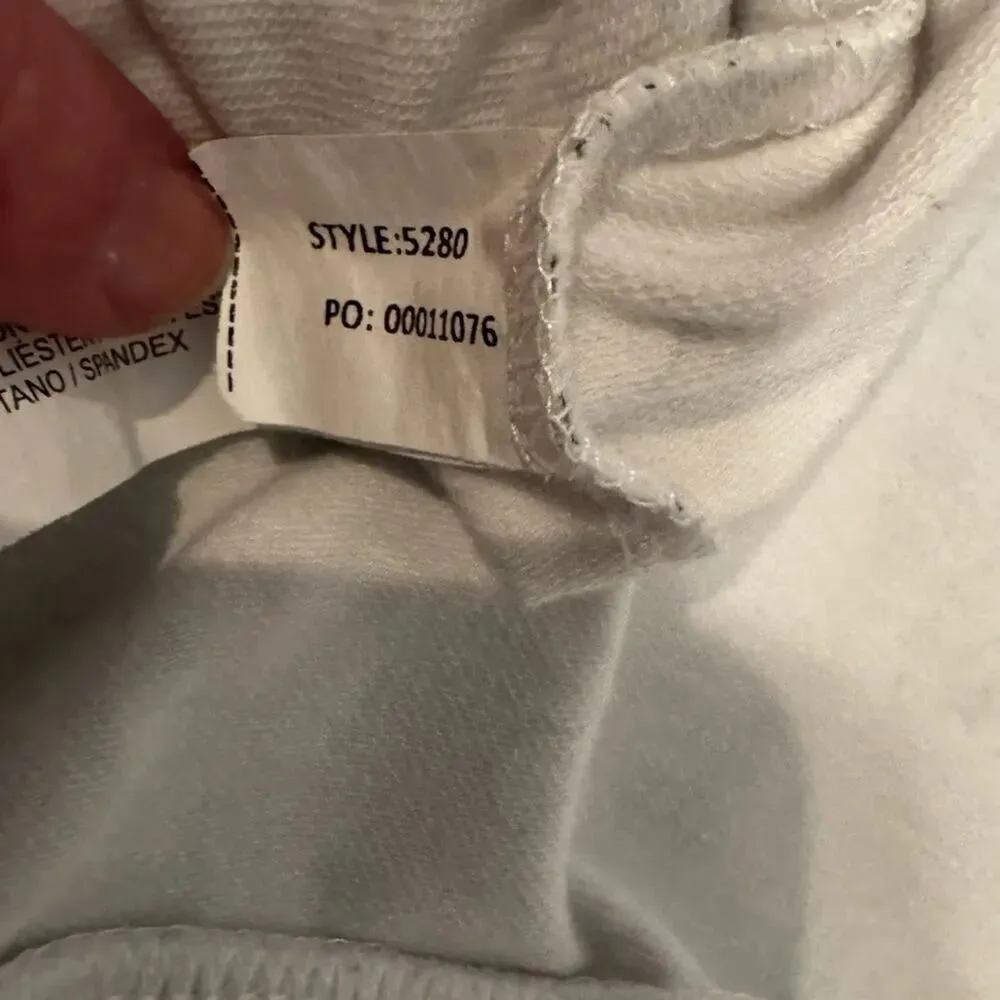 STYLE:5280
PO: 00011076
TANO / SPANDEX